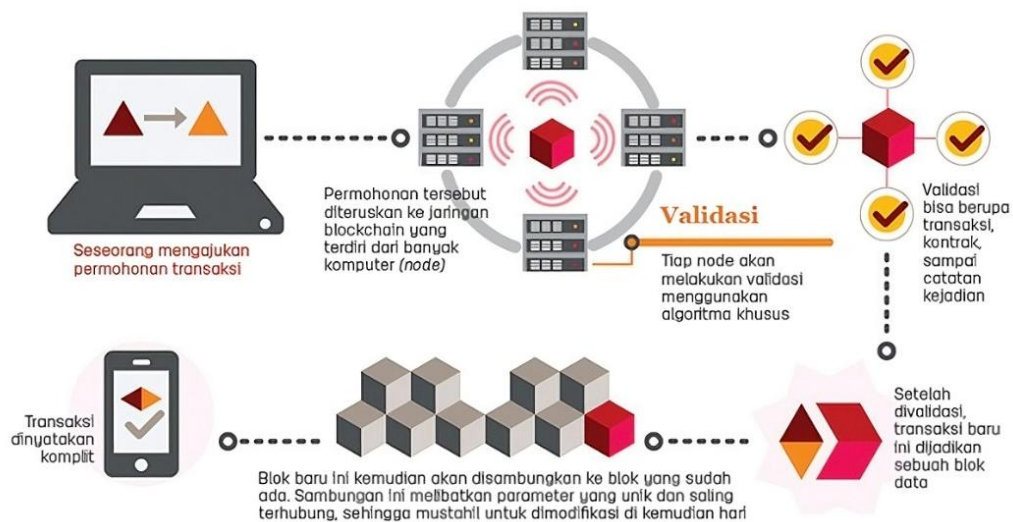 Seseorang mengajukan
permohonan transaksi
Permohonan tersebut
diteruskan ke jaringan
blockchain yang
terdiri dari banyak
komputer (node)
Validasi
Tiap node akan
melakukan validasi
menggunakan
algoritma khusus
Validasi
bisa berupa
transaksi,
kontrak,
sampai
catatan
kejadian
Setelah
divalidasi,
transaksi baru
ini dijadikan
sebuah blok
data
Blok baru ini kemudian akan disambungkan ke blok yang sudah
ada. Sambungan ini melibatkan parameter yang unik dan saling
terhubung, sehingga mustahil untuk dimodifikasi di kemudian hari
Transaksi
dinyatakan
komplit